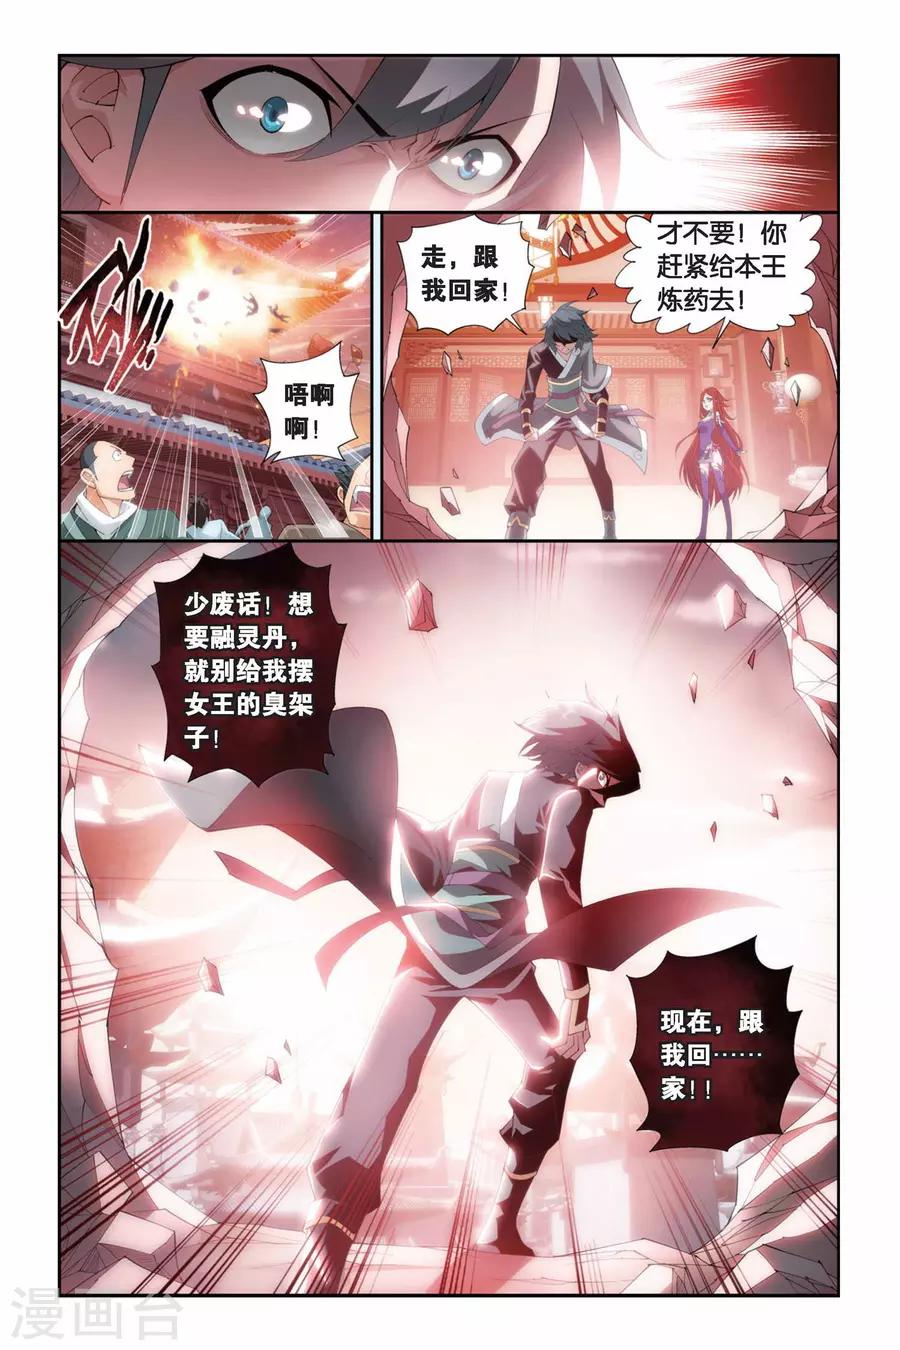 唔啊
啊！
走，跟
我回家！
才不要！你
赶紧给本王
炼药去！
少废话！想
要融灵丹，
就别给我摆
女王的臭架
子！
现在，跟
我回……
家！！
漫画台